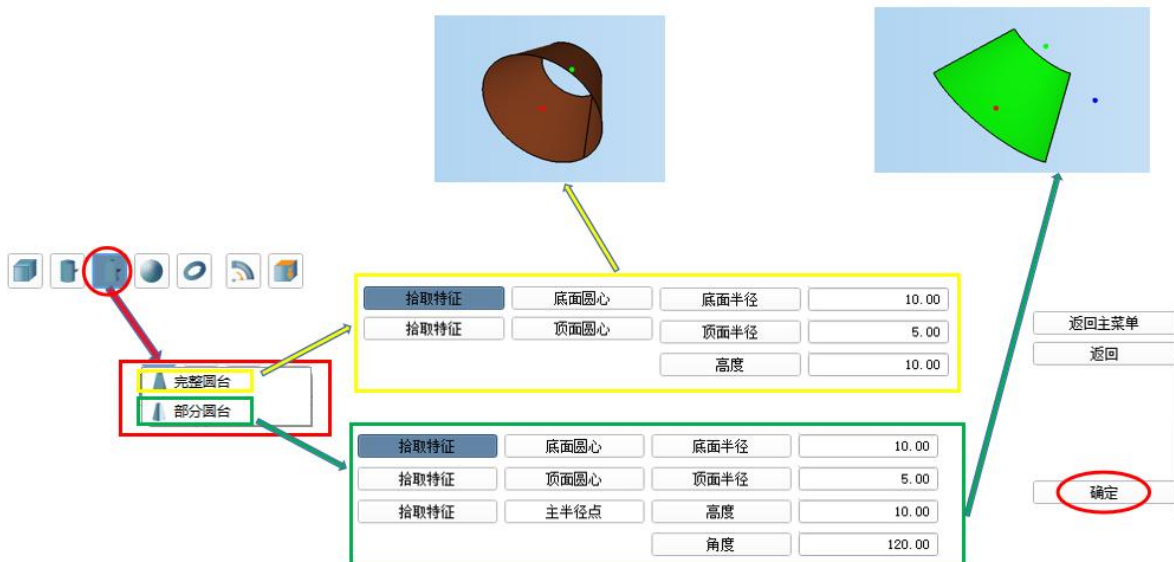 拾取特征 底面圆心 底面半径 10.00
拾取特征 顶面圆心 顶面半径 5.00
高度 10.00
返回主菜单
返回
完整圆台
部分圆台
拾取特征 底面圆心 底面半径 10.00
拾取特征 顶面圆心 顶面半径 5.00
拾取特征 主半径点 高度 10.00
角度 120.00
确定